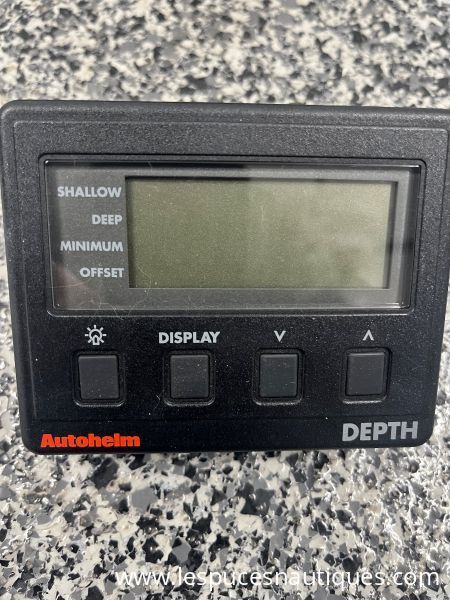 SHALLOW
DEEP
MINIMUM
OFFSET
DISPLAY V Λ
Autohelm DEPTH
www.lespucesnautiques.com